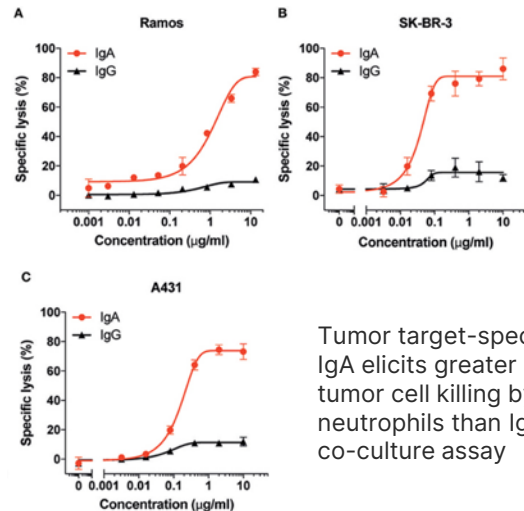 A
Ramos
IgA
IgG
Specific lysis (%)
100
80
60
40
20
0
0.001
0.01
0.1
1
10
Concentration (µg/ml)
B
SK-BR-3
IgA
IgG
Specific lysis (%)
100
80
60
40
20
0
0
0.001
0.01
0.1
1
10
Concentration (µg/ml)
C
A431
IgA
IgG
Specific lysis (%)
100
80
60
40
20
0
0
0.001
0.01
0.1
1
10
Concentration (µg/ml)
Tumor
IgA elicits greater
tumor cell killing
neutrophils than
co-culture assay